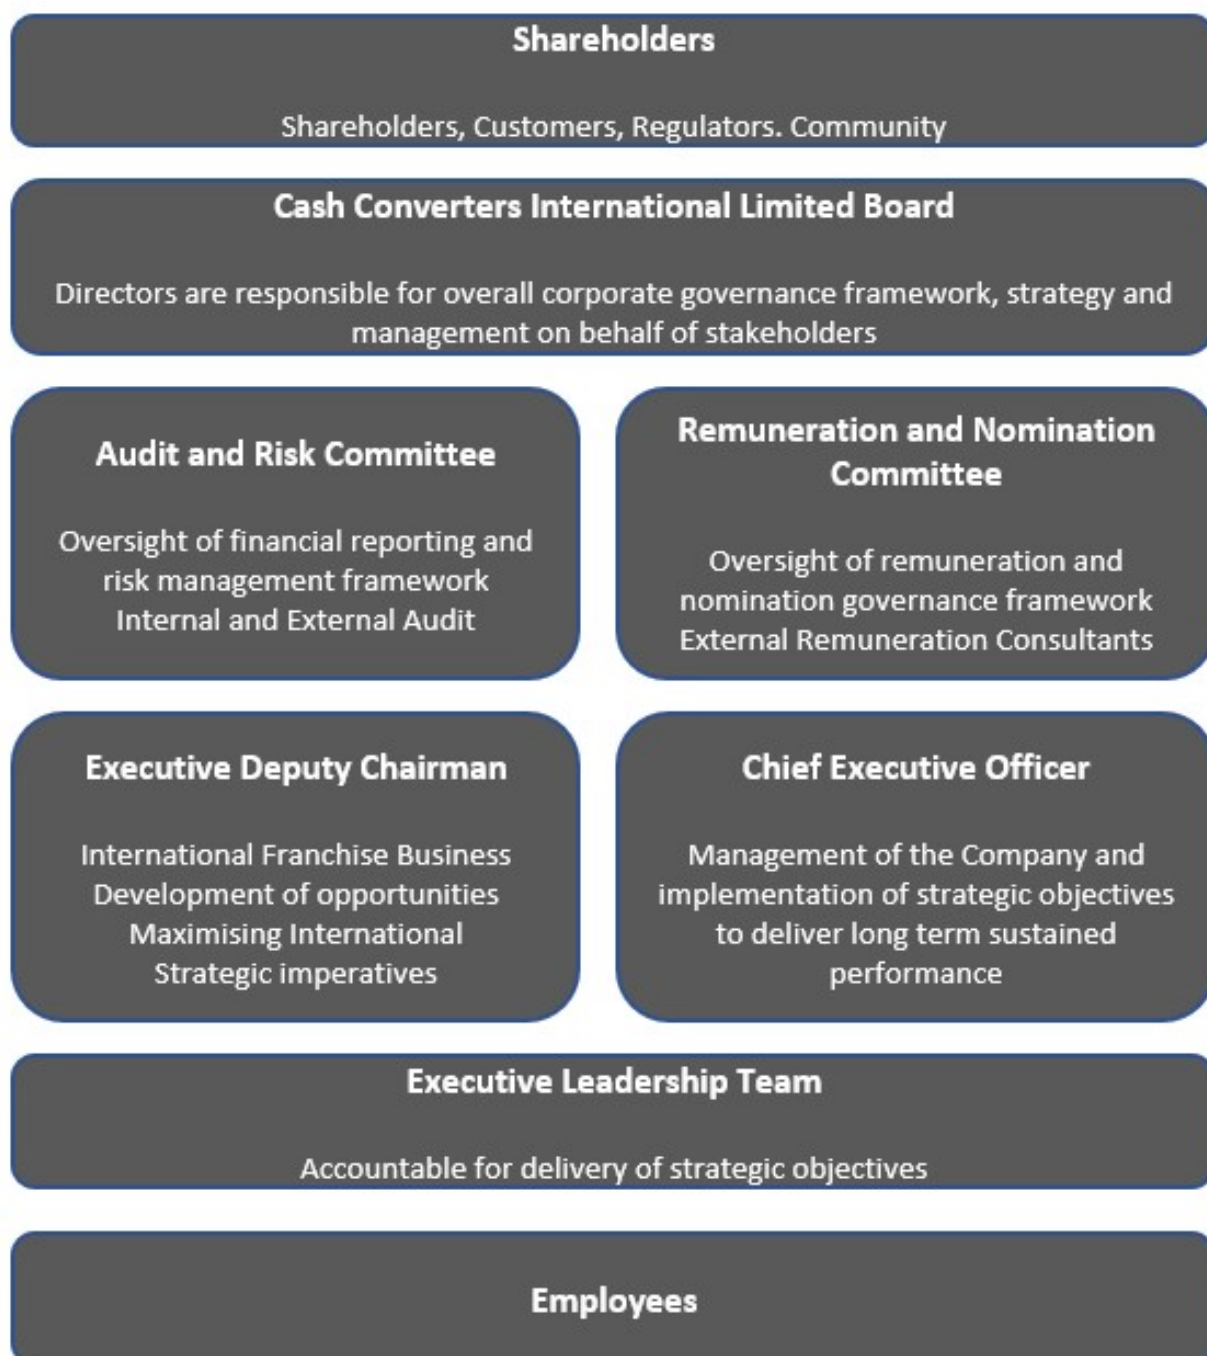 Shareholders
Shareholders, Customers, Regulators. Community
Cash Converters International Limited Board
Directors are responsible for overall corporate governance framework, strategy and
management on behalf of stakeholders
Audit and Risk Committee
Oversight of financial reporting and
risk management framework
Internal and External Audit
Remuneration and Nomination
Committee
Oversight of remuneration and
nomination governance framework
External Remuneration Consultants
Executive Deputy Chairman
International Franchise Business
Development of opportunities
Maximising International
Strategic imperatives
Chief Executive Officer
Management of the Company and
implementation of strategic objectives
to deliver long term sustained
performance
Executive Leadership Team
Accountable for delivery of strategic objectives
Employees